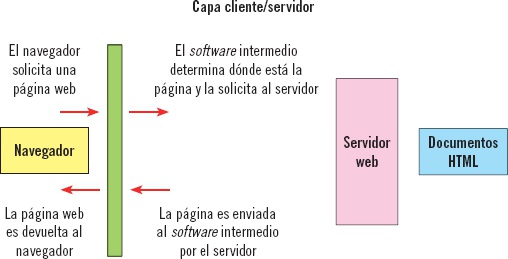 Capa cliente/servidor
El navegador
solicita una
página web
El software intermedio
determina dónde está la
página y la solicita al servidor
Navegador
Servidor
web
Documentos
HTML
La página web
es devuelta al
navegador
La página es enviada
al software intermedio
por el servidor